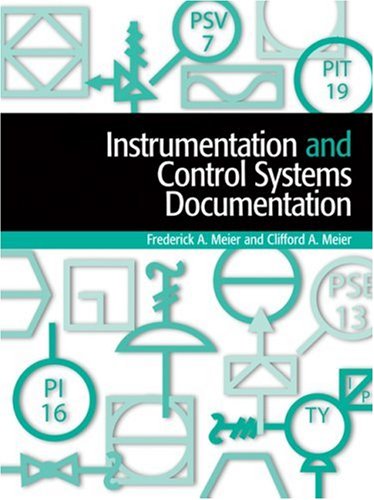 PSV
7
PIT
19
Instrumentation and
Control Systems
Documentation
Frederick A. Meier and Clifford A. Meier
PSE
13
PI
16
TY
I
P